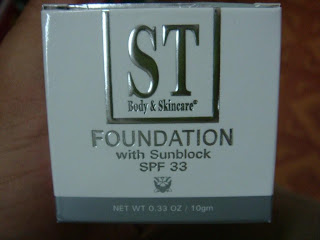 ST
Body & Skincare®
FOUNDATION
with Sunblock
SPF 33
NET WT 0.33 OZ / 10gm